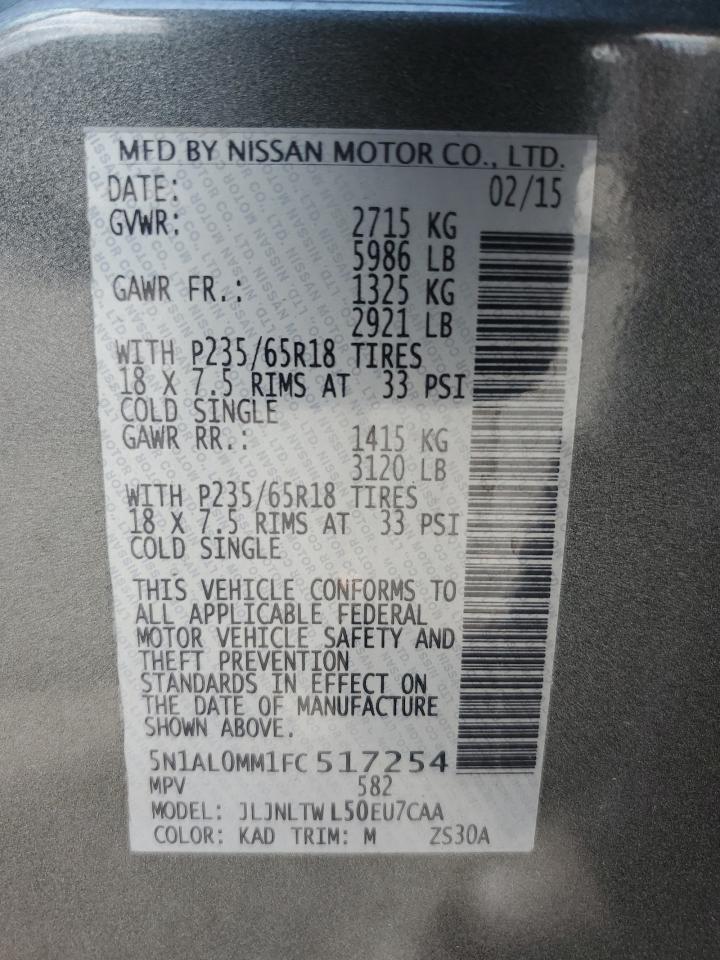 MFD BY NISSAN MOTOR CO., LTD.
DATE: 02/15
GVWR: 2715 KG
5986 LB
GAWR FR.: 1325 KG
2921 LB
WITH P235/65R18 TIRES
18 X 7.5 RIMS AT 33 PSI
COLD SINGLE
GAWR RR.: 1415 KG
3120 LB
WITH P235/65R18 TIRES
18 X 7.5 RIMS AT 33 PSI
COLD SINGLE
THIS VEHICLE CONFORMS TO
ALL APPLICABLE FEDERAL
MOTOR VEHICLE SAFETY AND
THEFT PREVENTION
STANDARDS IN EFFECT ON
THE DATE OF MANUFACTURE
SHOWN ABOVE.
5N1AL0MM1FC517254
MPV 582
MODEL: JLJNLTWL50EU7CAA
COLOR: KAD TRIM: M ZS30A